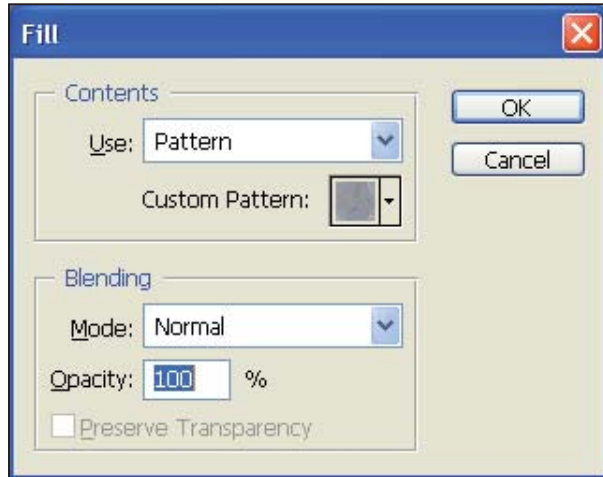 Fill
Contents
Use: Pattern
Custom Pattern:
OK
Cancel
Blending
Mode: Normal
Opacity: 100 %
Preserve Transparency